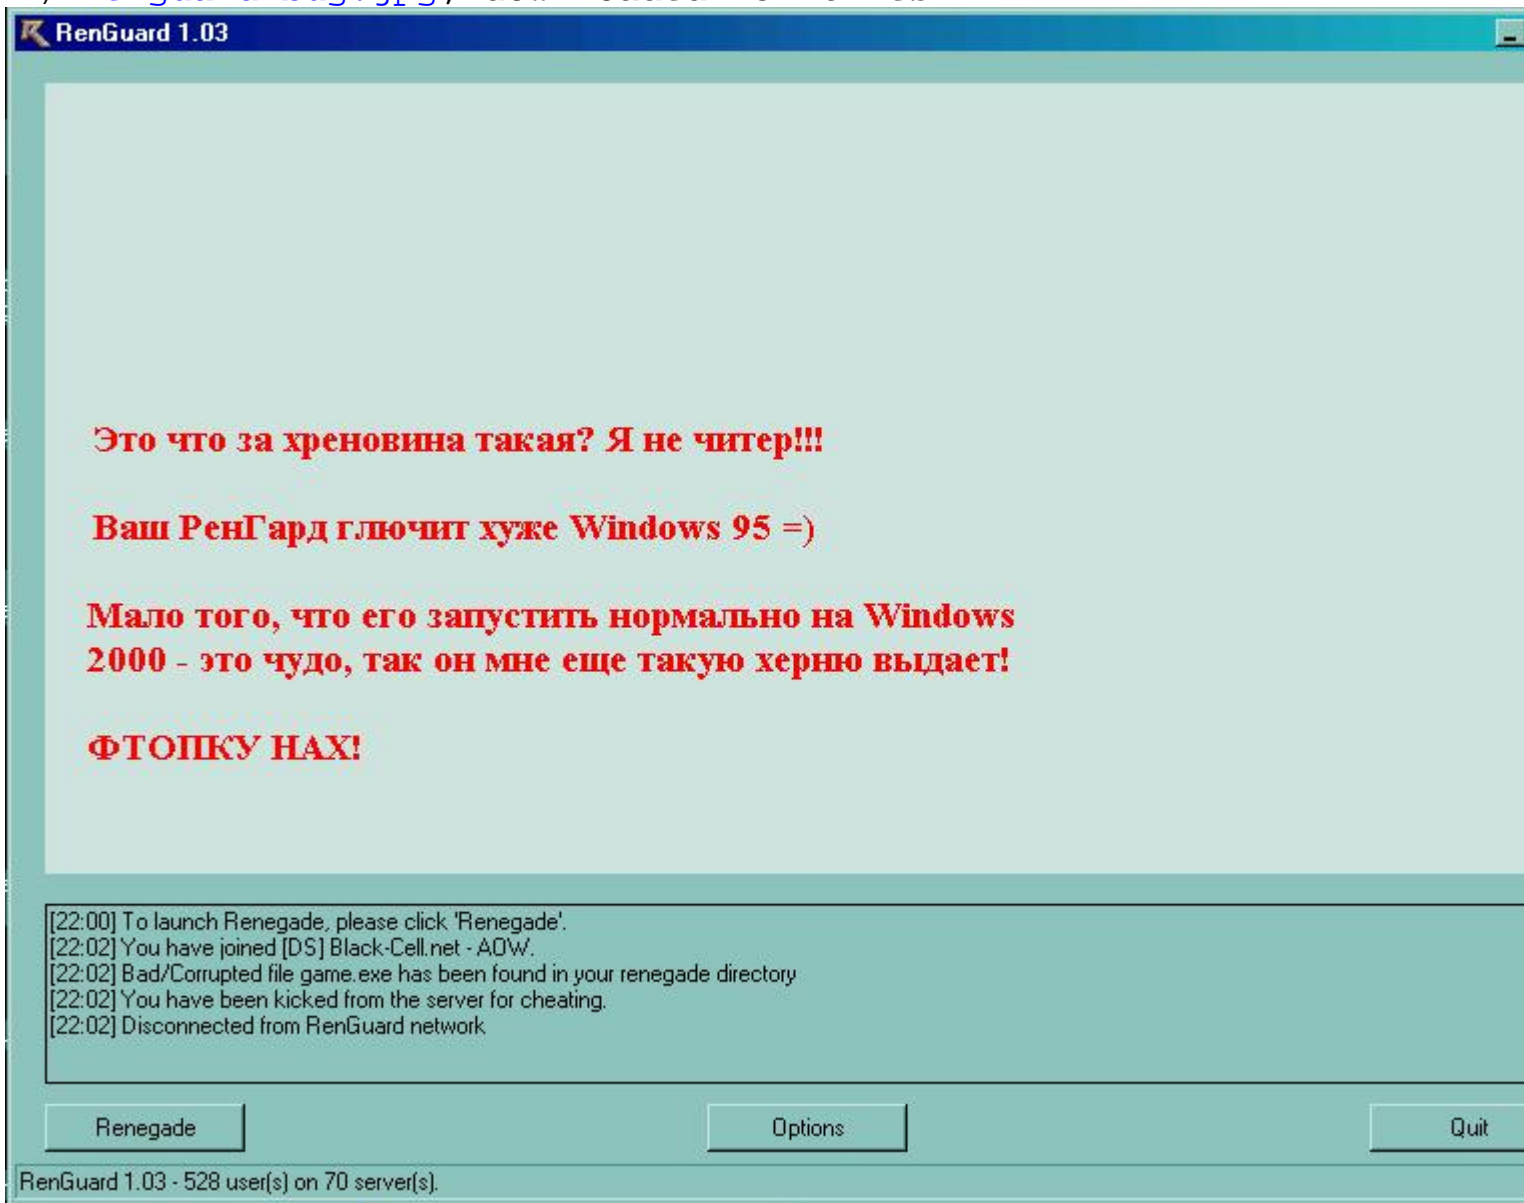 RenGuard 1.03
Это что за хреновина такая? Я не читер!!!
Ваш РенГард глючит хуже Windows 95 =)
Мало того, что его запустить нормально на Windows
2000 - это чудо, так он мне еще такую херню выдает!
ФТОПКУ НАХ!
[22:00] To launch Renegade, please click 'Renegade'.
[22:02] You have joined [DS] Black-Cell.net - AOW.
[22:02] Bad/Corrupted file game.exe has been found in your renegade directory
[22:02] You have been kicked from the server for cheating.
[22:02] Disconnected from RenGuard network
Renegade
Options
Quit
RenGuard 1.03 - 528 user(s) on 70 server(s).